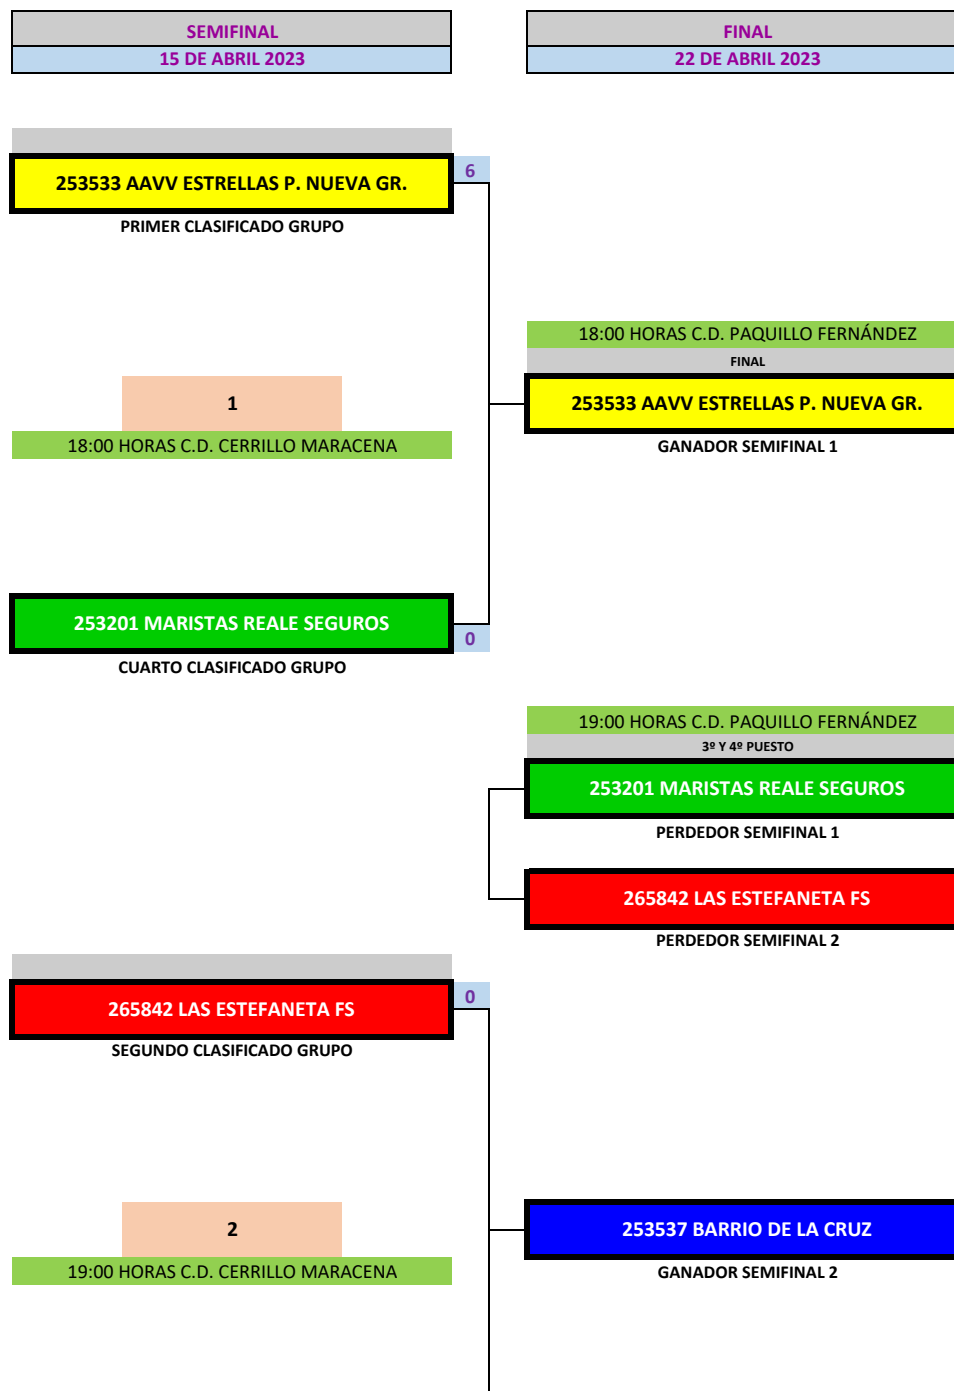 SEMIFINAL
15 DE ABRIL 2023
FINAL
22 DE ABRIL 2023
6
253533 AAVV ESTRELLAS P. NUEVA GR.
PRIMER CLASIFICADO GRUPO
18:00 HORAS C.D. PAQUILLO FERNÁNDEZ
FINAL
253533 AAVV ESTRELLAS P. NUEVA GR.
GANADOR SEMIFINAL 1
1
18:00 HORAS C.D. CERRILLO MARACENA
253201 MARISTAS REALE SEGUROS
0
CUARTO CLASIFICADO GRUPO
19:00 HORAS C.D. PAQUILLO FERNÁNDEZ
3º Y 4º PUESTO
253201 MARISTAS REALE SEGUROS
PERDEDOR SEMIFINAL 1
265842 LAS ESTEFANETA FS
PERDEDOR SEMIFINAL 2
0
265842 LAS ESTEFANETA FS
SEGUNDO CLASIFICADO GRUPO
2
19:00 HORAS C.D. CERRILLO MARACENA
253537 BARRIO DE LA CRUZ
GANADOR SEMIFINAL 2